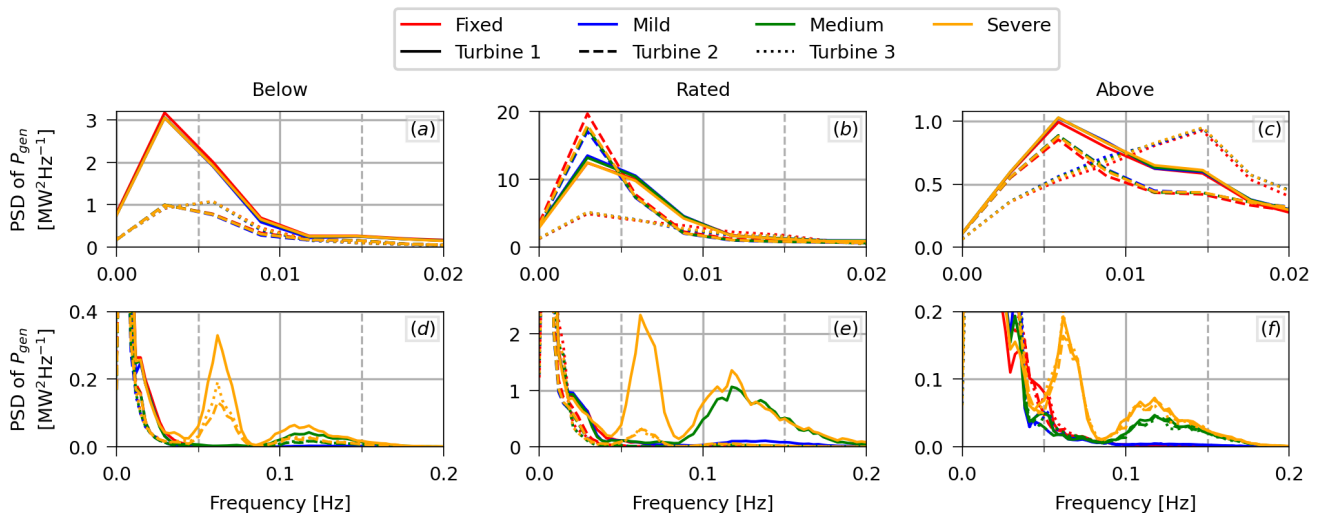 Fixed Mild Medium Severe
Turbine 1 Turbine 2 Turbine 3
Below Rated Above
PSD of P_gen
[MW²Hz⁻¹]
3
2
1
0
(a)
0.00 0.01 0.02
20
10
0
(b)
0.00 0.01 0.02
1.0
0.5
0.0
(c)
0.00 0.01 0.02
PSD of P_gen
[MW²Hz⁻¹]
0.4
0.2
0.0
(d)
0.0 0.1 0.2
Frequency [Hz]
2
1
0
(e)
0.0 0.1 0.2
Frequency [Hz]
0.2
0.1
0.0
(f)
0.0 0.1 0.2
Frequency [Hz]